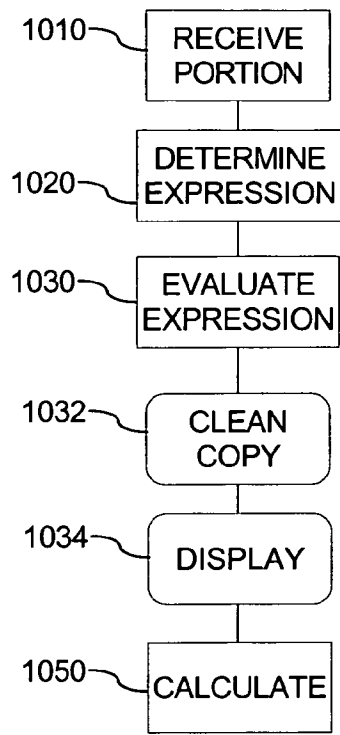 1010
RECEIVE
PORTION
1020
DETERMINE
EXPRESSION
1030
EVALUATE
EXPRESSION
1032
CLEAN
COPY
1034
DISPLAY
1050
CALCULATE